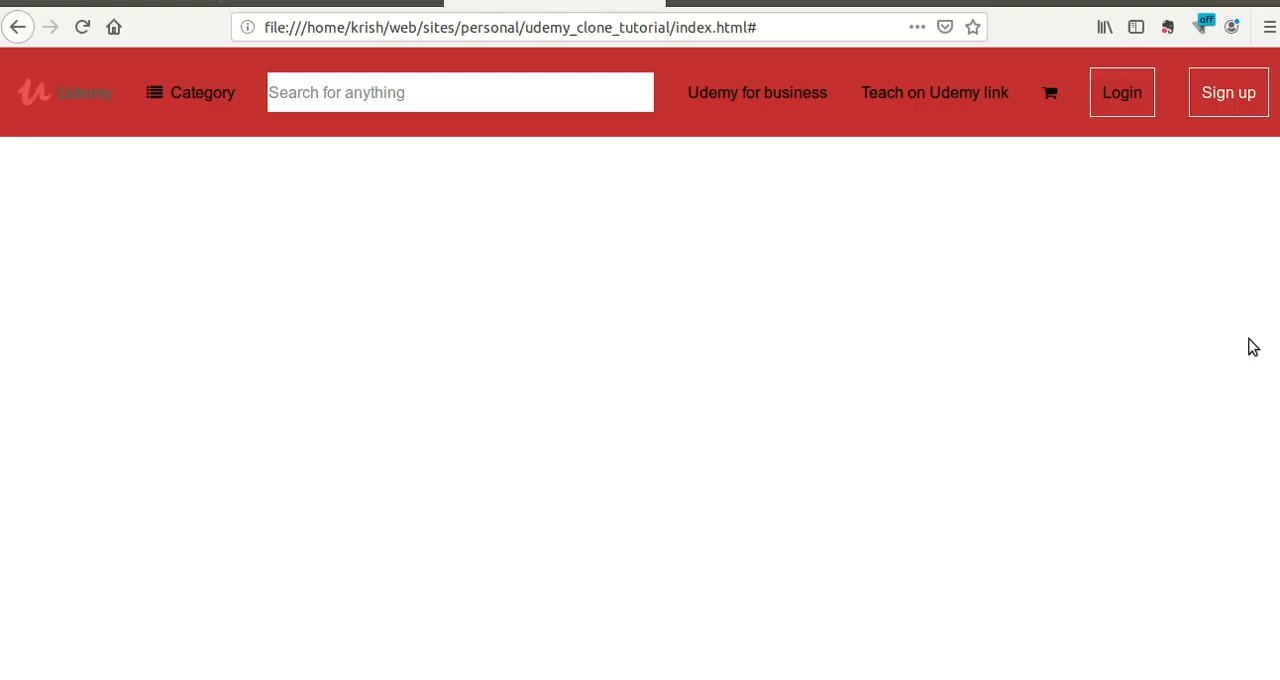 file:///home/krish/web/sites/personal/udemy_clone_tutorial/index.html#
off
Udemy Category Search for anything Udemy for business Teach on Udemy link Login Sign up